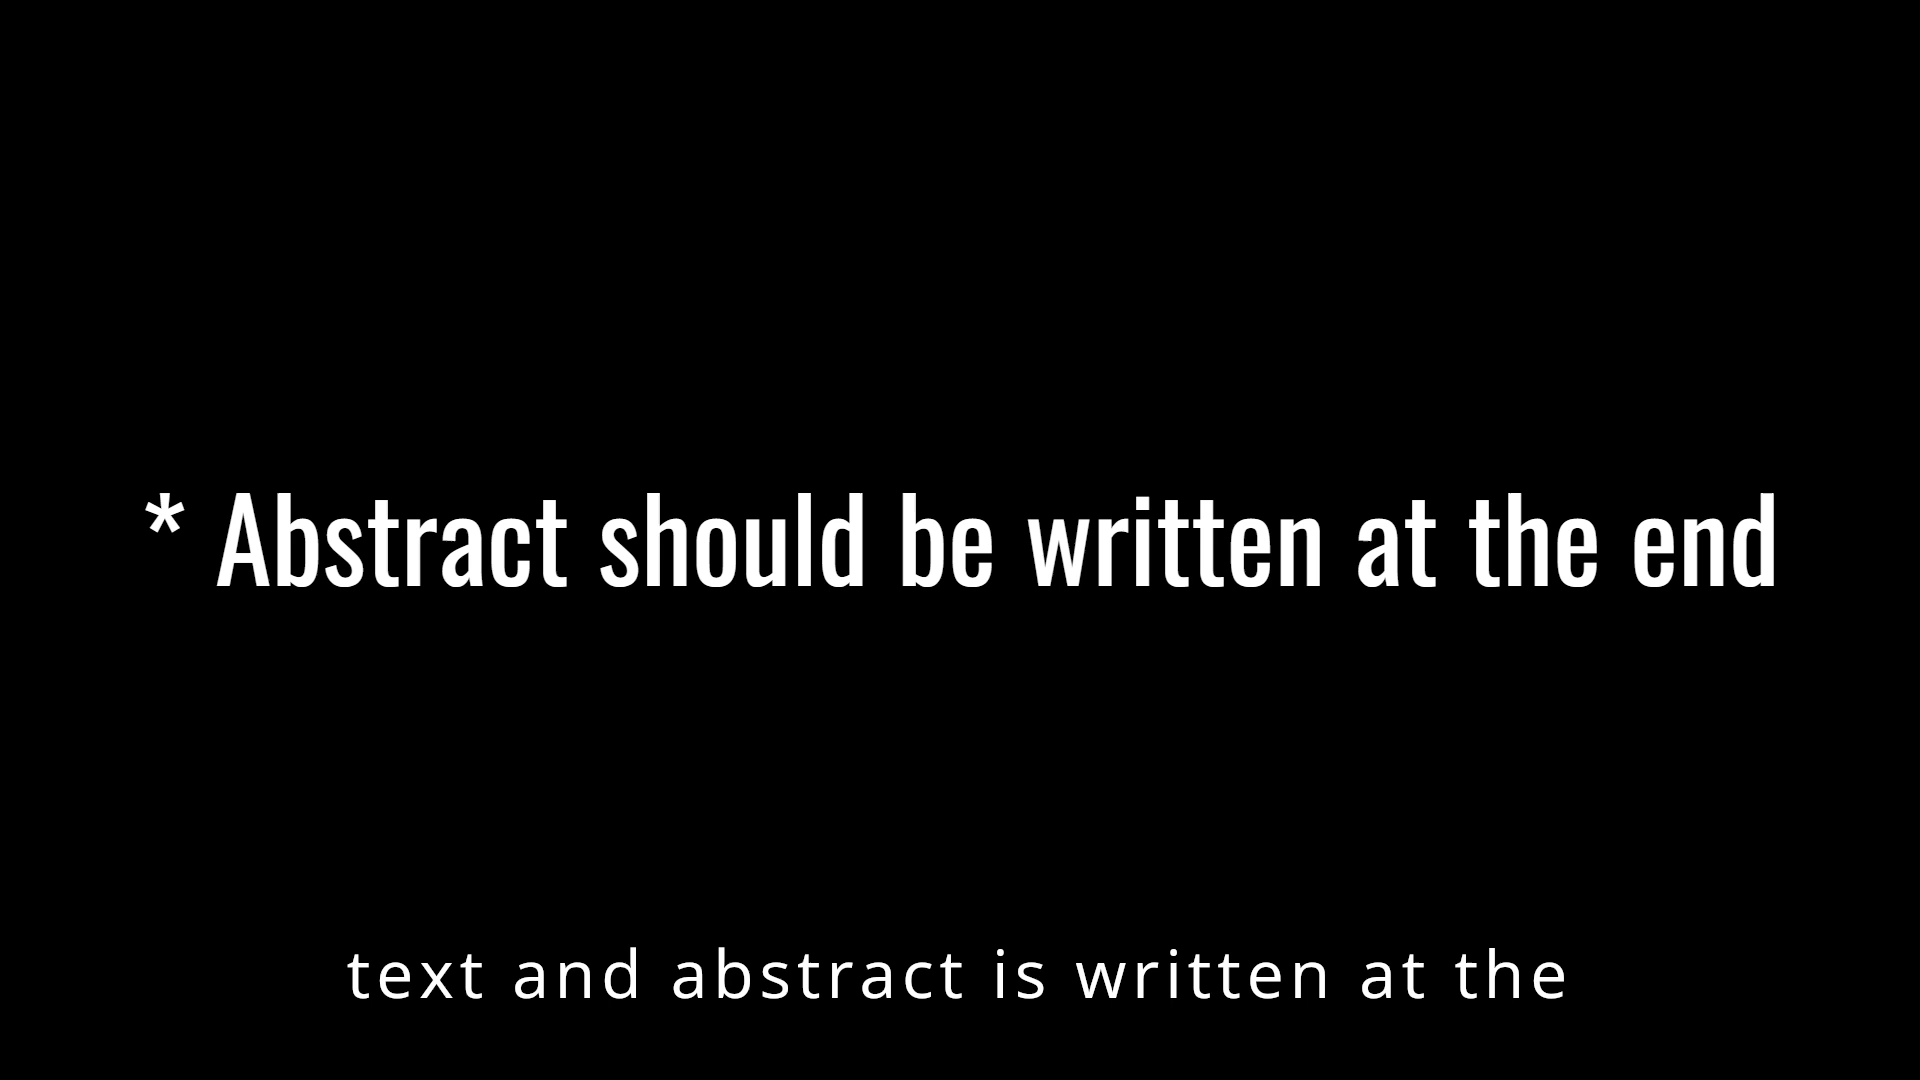 * Abstract should be written at the end
text and abstract is written at the